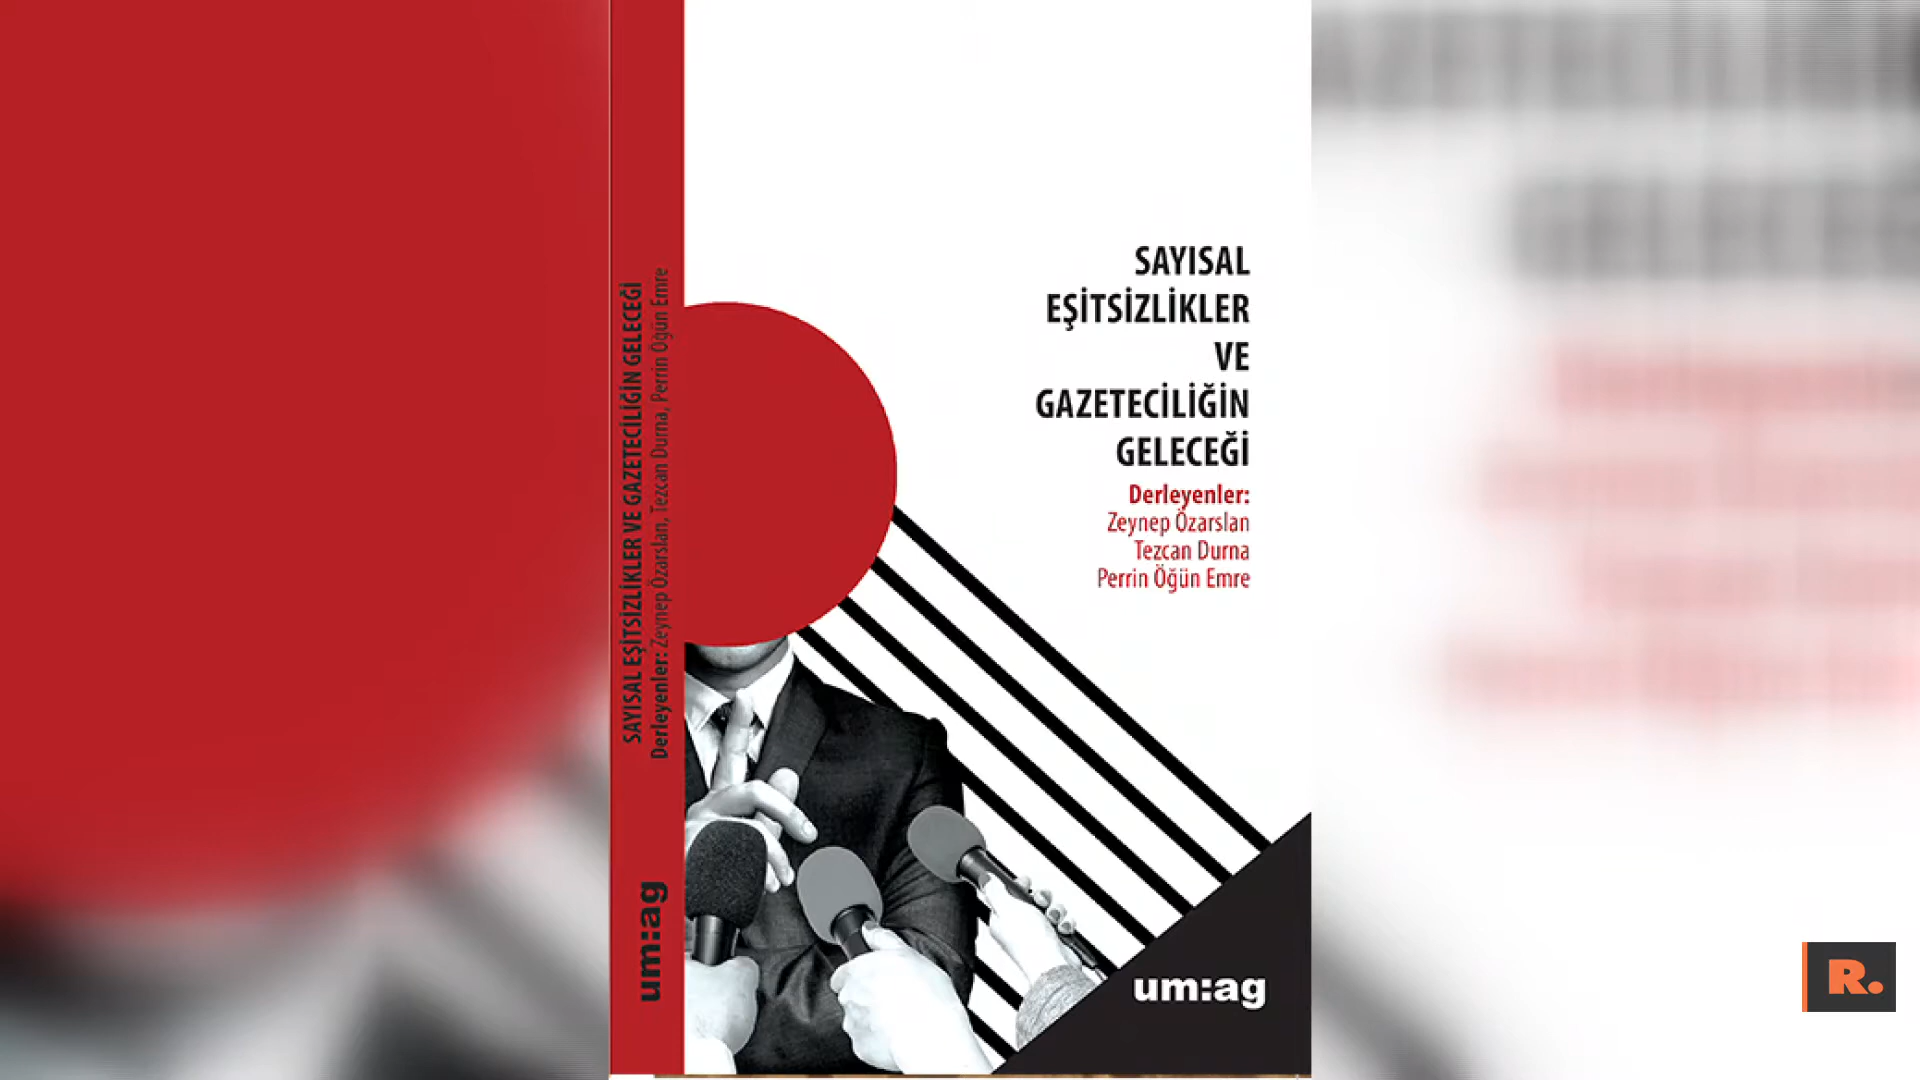 SAYISAL EŞİTSİZLİKLER VE GAZETECİLİĞİN GELECEĞİ
Derleyenler: Zeynep Özarslan, Tezcan Durna, Perrin Öğün Emre
um:ag
SAYISAL
EŞİTSİZLİKLER
VE
GAZETECİLİĞİN
GELECEĞİ
Derleyenler:
Zeynep Özarslan
Tezcan Durna
Perrin Öğün Emre
um:ag
R.